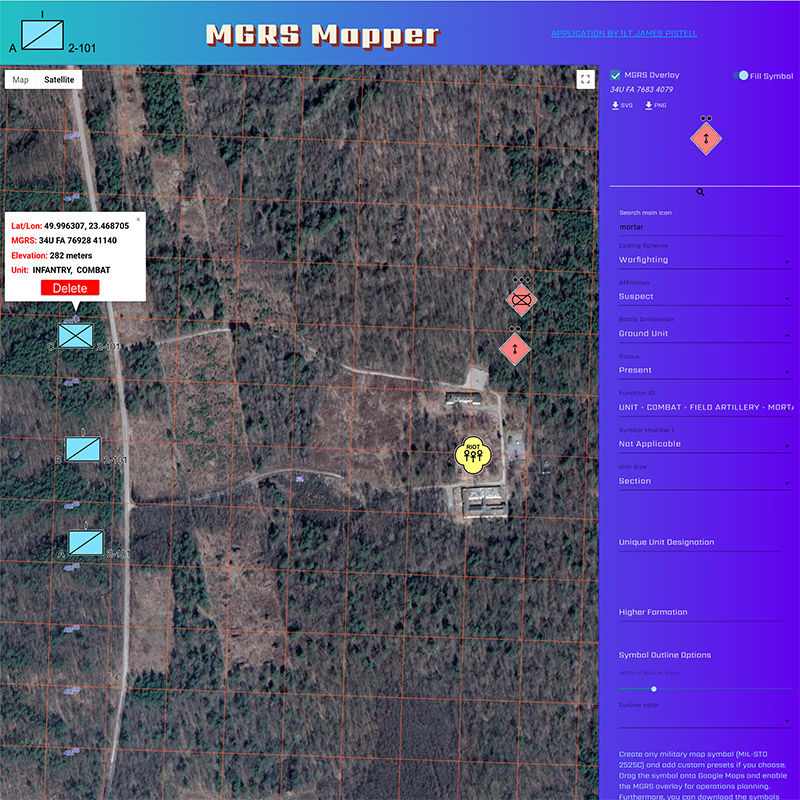 I
A
2-101
MGRS Mapper
APPLICATION BY 1LT JAMES PISTELL
Map
Satellite
MGRS Overlay
Fill Symbol
34U FA 7683 4079
SVG
PNG
Search main icon
mortar
Coding Scheme
Warfighting
Affiliation
Suspect
Battle Dimension
Ground Unit
Status
Present
Function ID
UNIT - COMBAT - FIELD ARTILLERY - MORTA
Symbol Modifier 1
Not Applicable
Unit Size
Section
Unique Unit Designation
Higher Formation
Symbol Outline Options
Outline color
Create any military map symbol (MIL-STD
2525C) and add custom presets if you choose.
Drag the symbol onto Google Maps and enable
the MGRS overlay for operations planning.
Furthermore, you can download the symbols
Lat/Lon: 49.996307, 23.468705
MGRS: 34U FA 76928 41140
Elevation: 282 meters
Unit: INFANTRY, COMBAT
Delete
C
2-101
I
B
2-101
I
A
2-101
RIOT